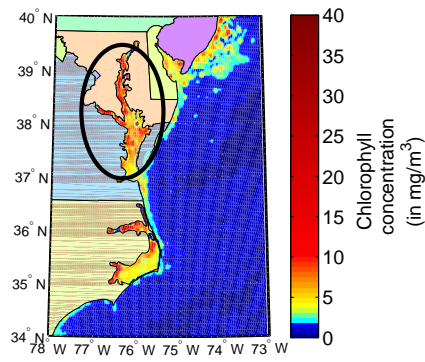 40° N
39° N
38° N
37° N
36° N
35° N
34° N
78° W 77° W 76° W 75° W 74° W 73° W
40
35
30
25
20
15
10
5
0
Chlorophyll
concentration
(in mg/m³)